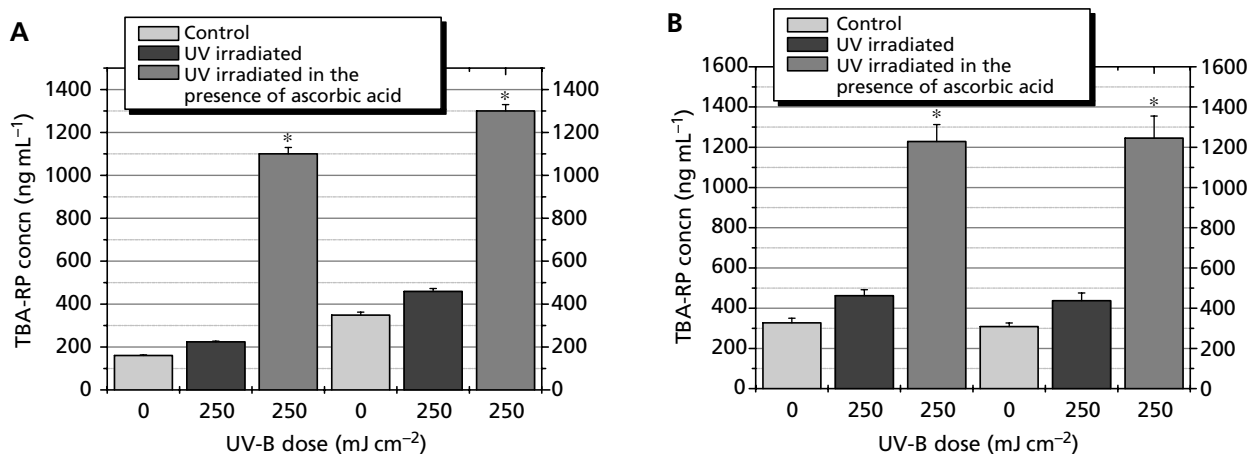 A
Control
UV irradiated
UV irradiated in the
presence of ascorbic acid
1400
1200
1000
800
600
400
200
0
1400
1200
1000
800
600
400
200
0
TBA-RP concn (ng mL⁻¹)
*
*
0 250 250 0 250 250
UV-B dose (mJ cm⁻²)
B
Control
UV irradiated
UV irradiated in the
presence of ascorbic acid
1600
1400
1200
1000
800
600
400
200
0
1600
1400
1200
1000
800
600
400
200
0
TBA-RP concn (ng mL⁻¹)
*
*
0 250 250 0 250 250
UV-B dose (mJ cm⁻²)